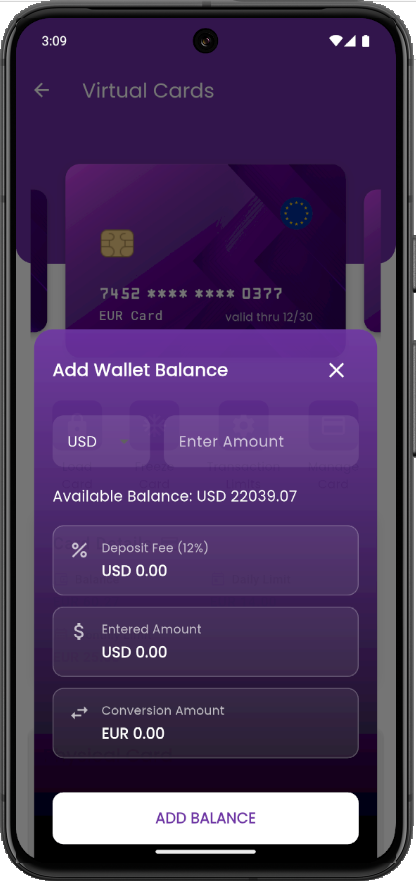 3:09
Virtual Cards
7452 **** **** 0377
EUR Card
valid thru 12/30
Add Wallet Balance
USD
Enter Amount
Available Balance: USD 22039.07
Deposit Fee (12%)
USD 0.00
Entered Amount
USD 0.00
Conversion Amount
EUR 0.00
ADD BALANCE